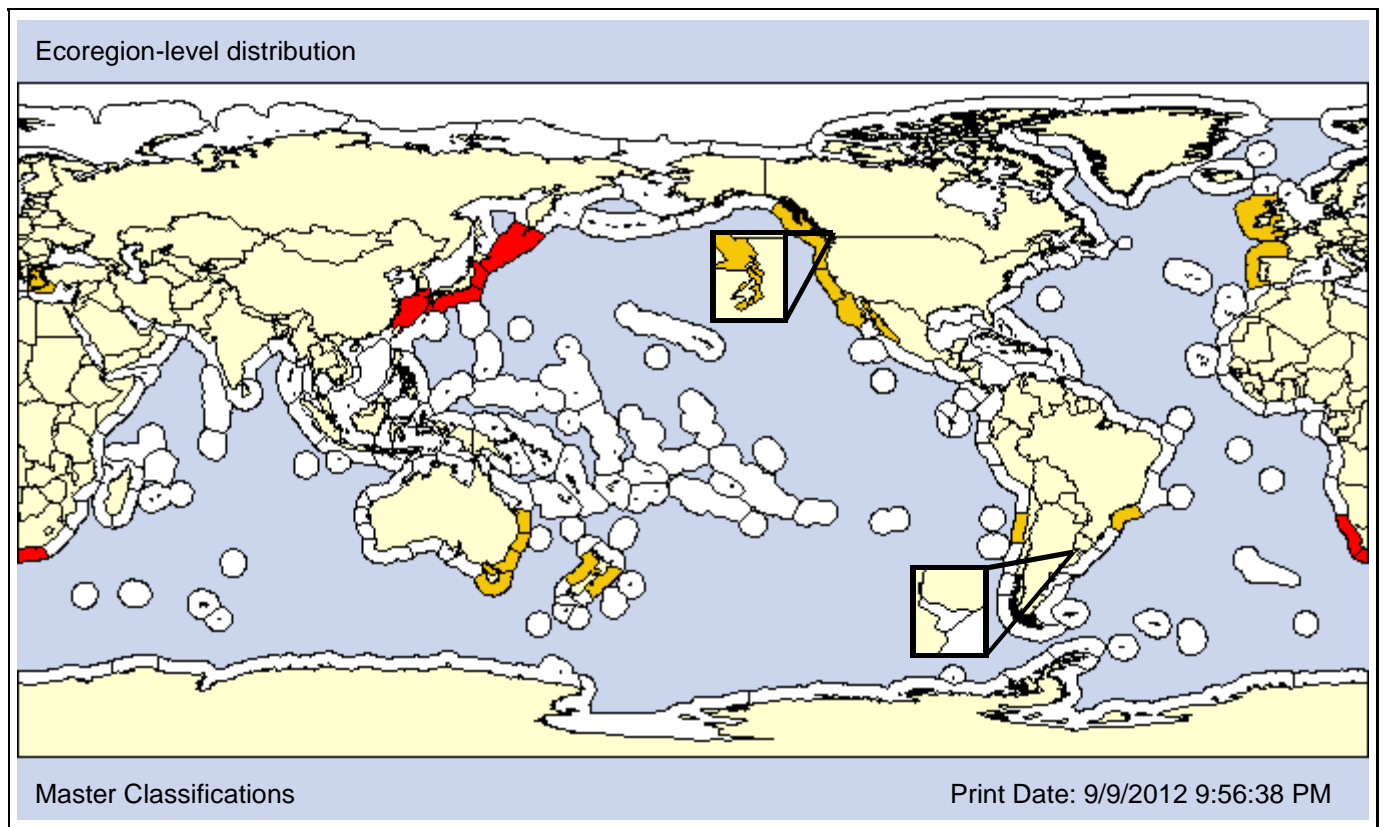 Ecoregion-level distribution
Master Classifications
Print Date: 9/9/2012 9:56:38 PM